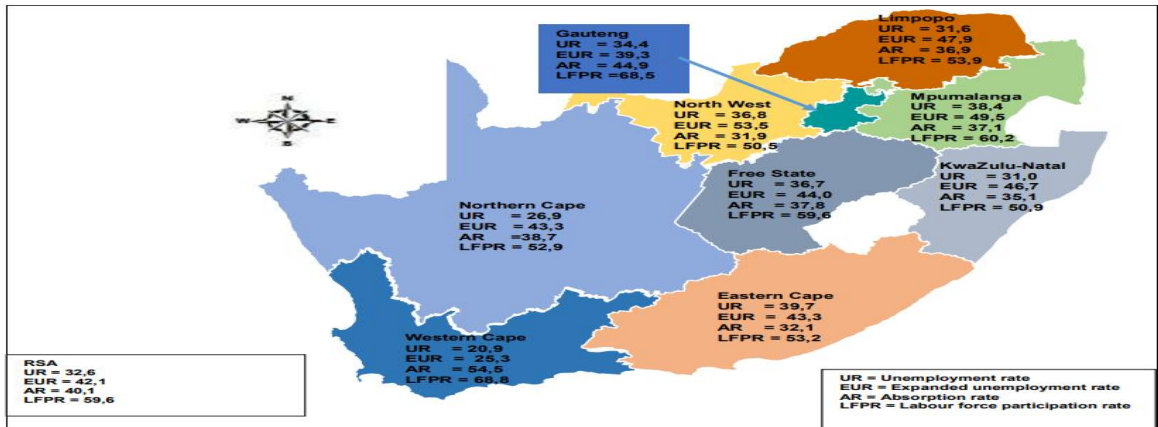 Limpopo
UR = 31,6
EUR = 47,9
AR = 36,9
LFPR = 53,9
Gauteng
UR = 34,4
EUR = 39,3
AR = 44,9
LFPR =68,5
North West
UR = 36,8
EUR = 53,5
AR = 31,9
LFPR = 50,5
Mpumalanga
UR = 38,4
EUR = 49,5
AR = 37,1
LFPR = 60,2
N
W
E
S
KwaZulu-Natal
UR = 31,0
EUR = 46,7
AR = 35,1
LFPR = 50,9
Free State
UR = 36,7
EUR = 44,0
AR = 37,8
LFPR = 59,6
Northern Cape
UR = 26,9
EUR = 43,3
AR =38,7
LFPR = 52,9
Eastern Cape
UR = 39,7
EUR = 43,3
AR = 32,1
LFPR = 53,2
Western Cape
UR = 20,9
EUR = 25,3
AR = 54,5
LFPR = 68,8
RSA
UR = 32,6
EUR = 42,1
AR = 40,1
LFPR = 59,6
UR = Unemployment rate
EUR = Expanded unemployment rate
AR = Absorption rate
LFPR = Labour force participation rate